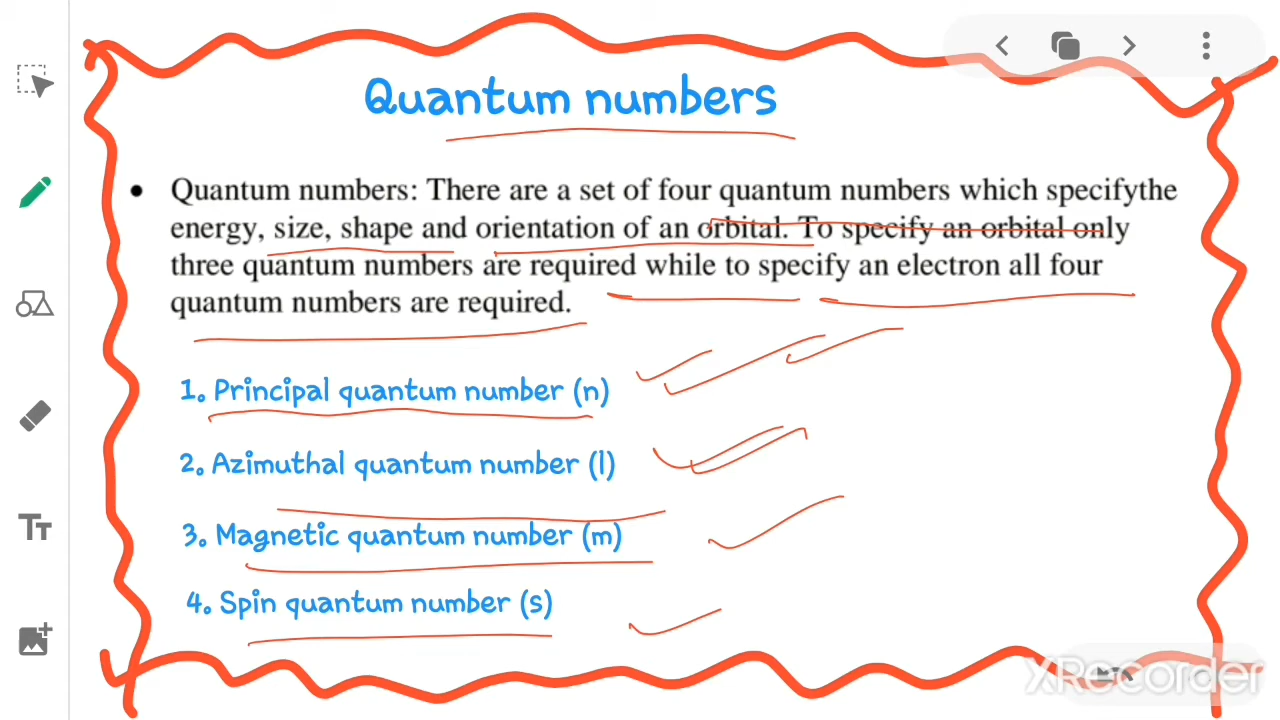 Quantum numbers
• Quantum numbers: There are a set of four quantum numbers which specifythe
energy, size, shape and orientation of an orbital. To specify an orbital only
three quantum numbers are required while to specify an electron all four
quantum numbers are required.
1. Principal quantum number (n)
2. Azimuthal quantum number (l)
3. Magnetic quantum number (m)
4. Spin quantum number (s)
TT
XRecorder